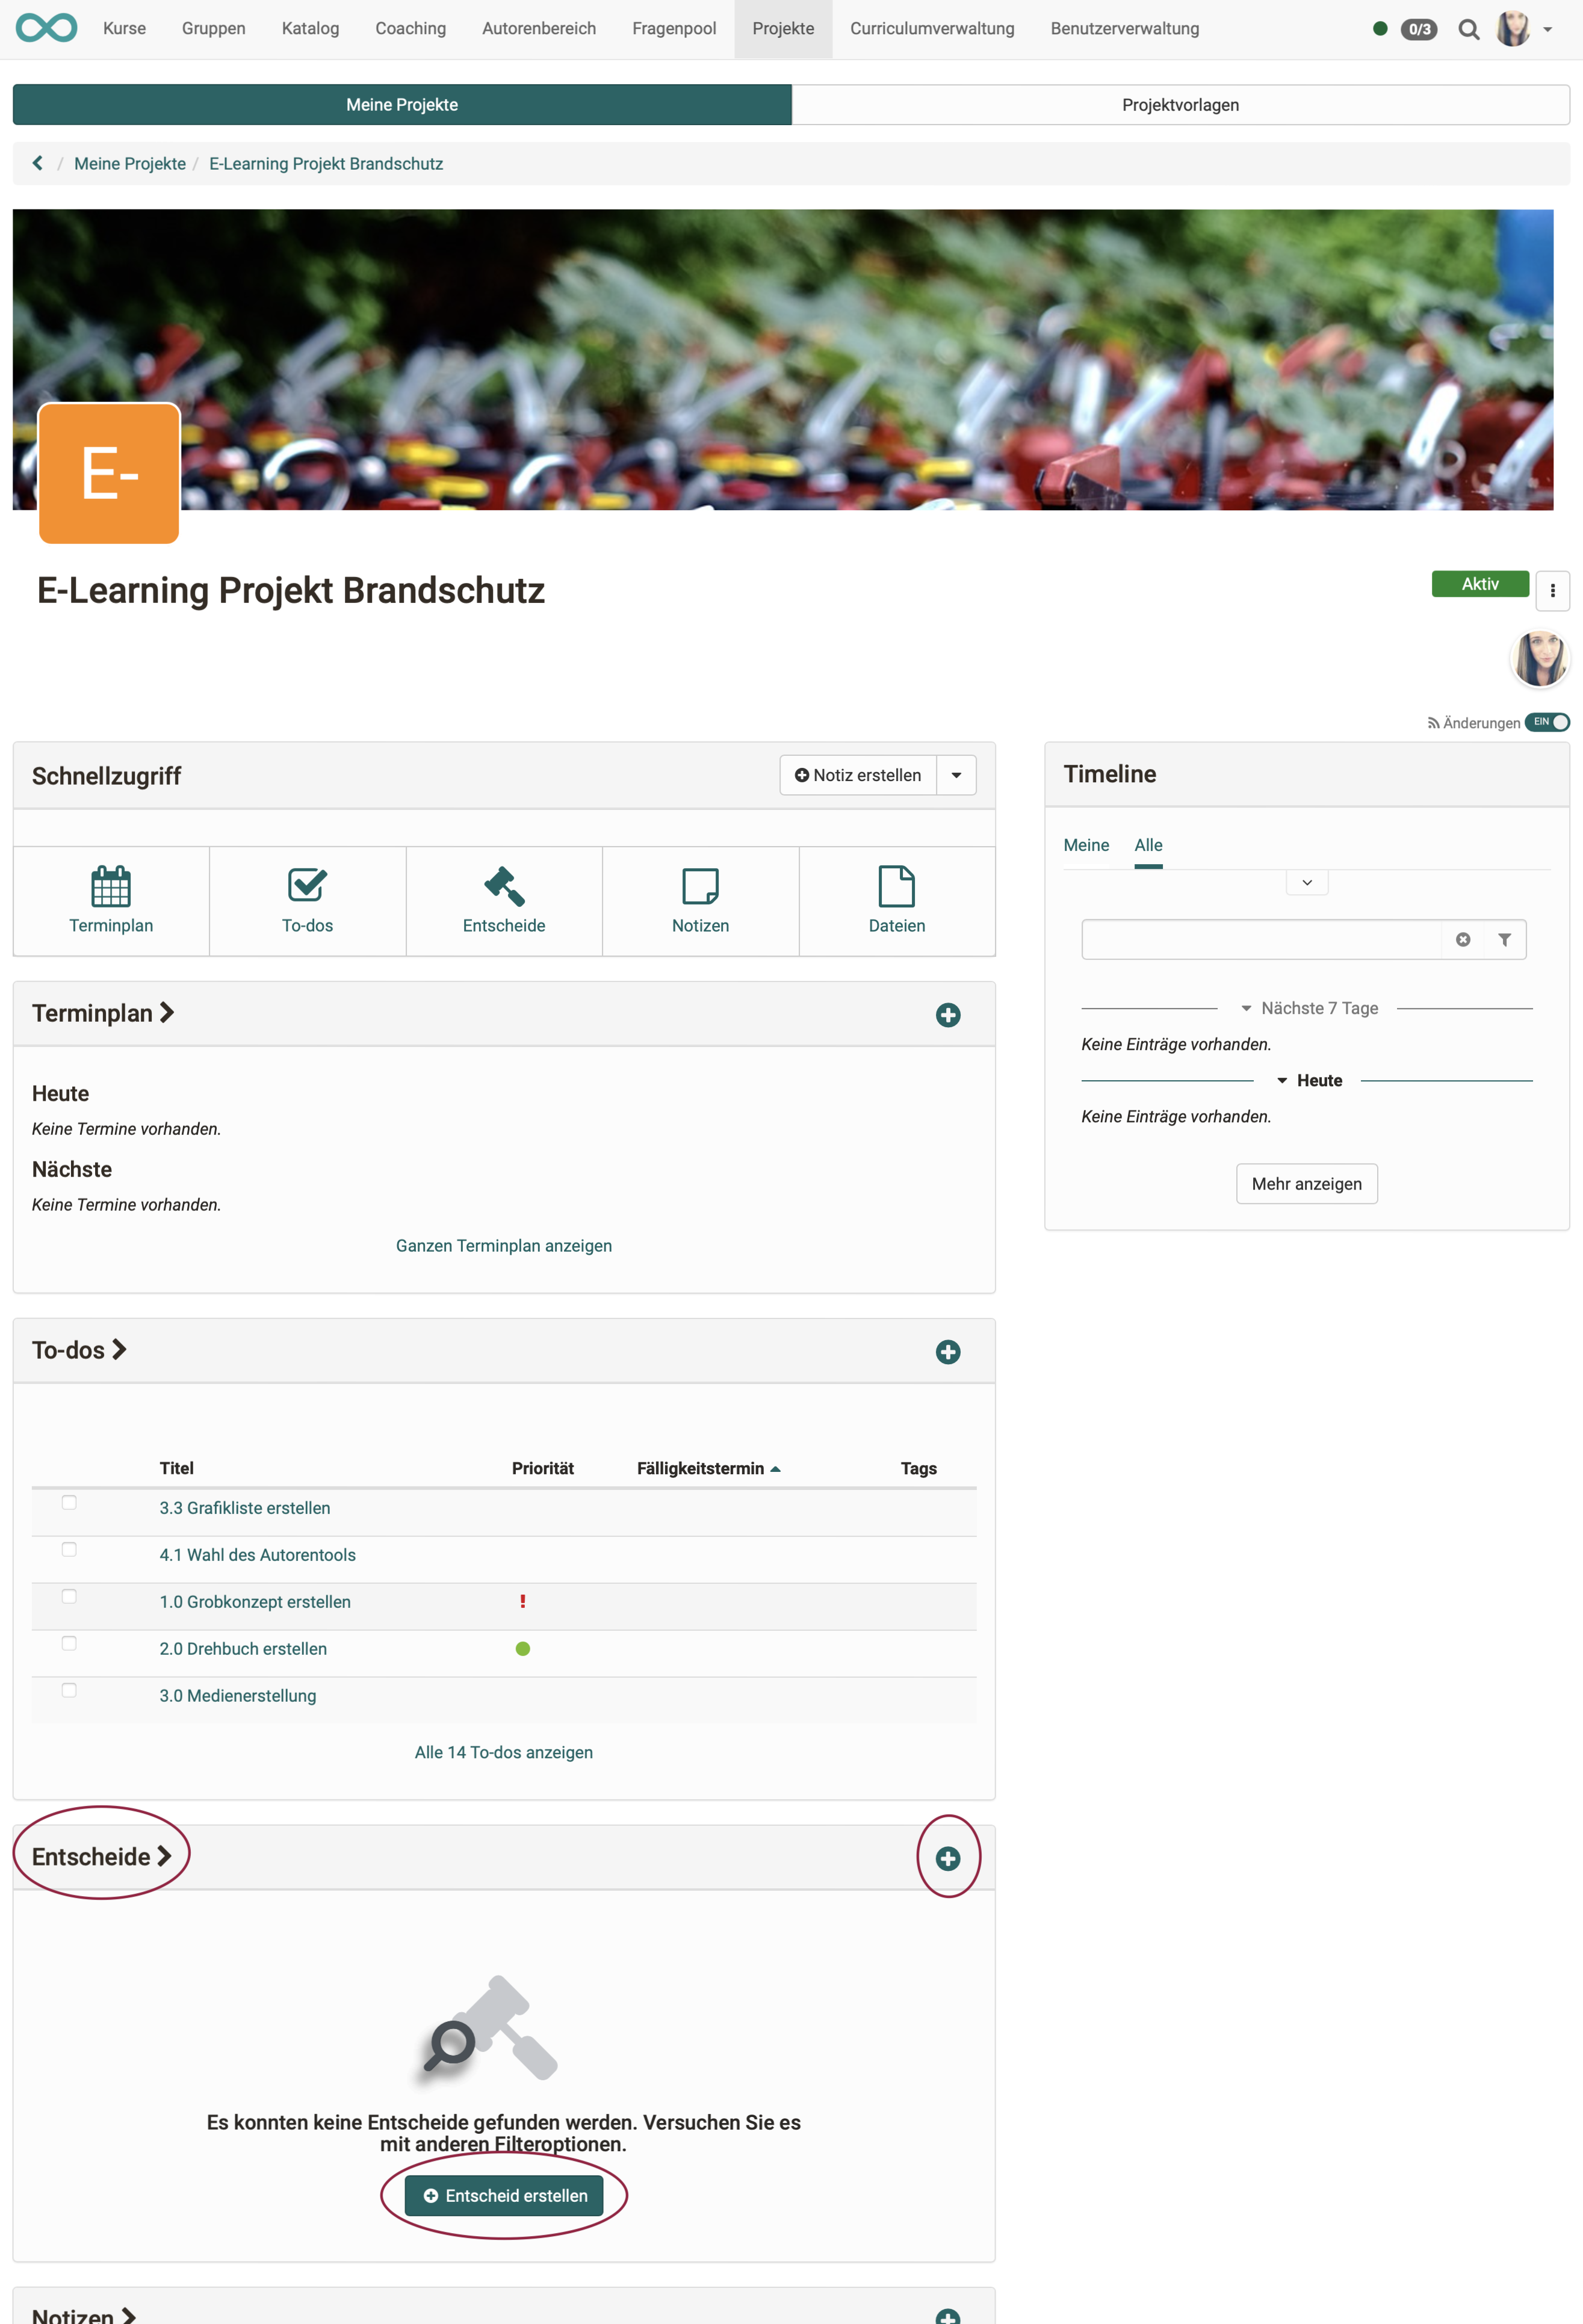 Kurse Gruppen Katalog Coaching Autorenbereich Fragenpool Projekte Curriculumverwaltung Benutzerverwaltung 0/3
Meine Projekte Projektvorlagen
/ Meine Projekte / E-Learning Projekt Brandschutz
E-
E-Learning Projekt Brandschutz
Aktiv
Änderungen EIN
Schnellzugriff
Notiz erstellen
Terminplan To-dos Entscheide Notizen Dateien
Terminplan
Heute
Keine Termine vorhanden.
Nächste
Keine Termine vorhanden.
Ganzen Terminplan anzeigen
To-dos
Titel Priorität Fälligkeitstermin Tags
3.3 Grafikliste erstellen
4.1 Wahl des Autorentools
1.0 Grobkonzept erstellen !
2.0 Drehbuch erstellen
3.0 Medienerstellung
Alle 14 To-dos anzeigen
Entscheide
Es konnten keine Entscheide gefunden werden. Versuchen Sie es
mit anderen Filteroptionen.
Entscheid erstellen
Notizen
Timeline
Meine Alle
Nächste 7 Tage
Keine Einträge vorhanden.
Heute
Keine Einträge vorhanden.
Mehr anzeigen